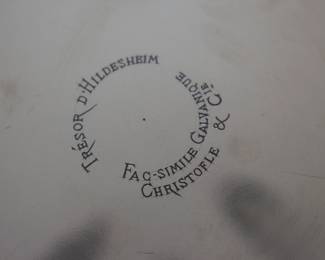 TRÉSOR D'HILDESHEIM
FAC-SIMILE GALVANIQUE
CHRISTOFLE & CIE